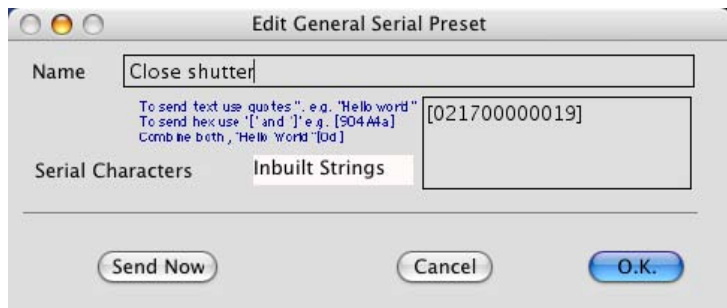 Edit General Serial Preset
Name
Close shutter
To send text use quotes ". e.g. "Hello world"
To send hex use '[' and ']' e.g. [904A4a]
Combine both, "Hello World"[0d]
[021700000019]
Serial Characters
Inbuilt Strings
Send Now
Cancel
O.K.